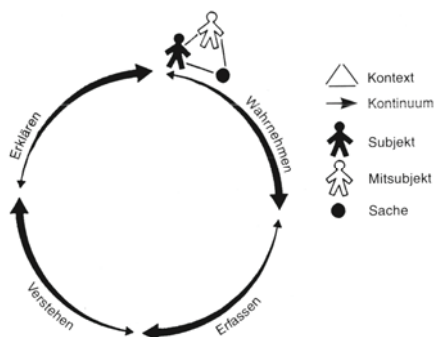 Kontext
Kontinuum
Subjekt
Mitsubjekt
Sache
Wahrnehmen
Erfassen
Verstehen
Erklären